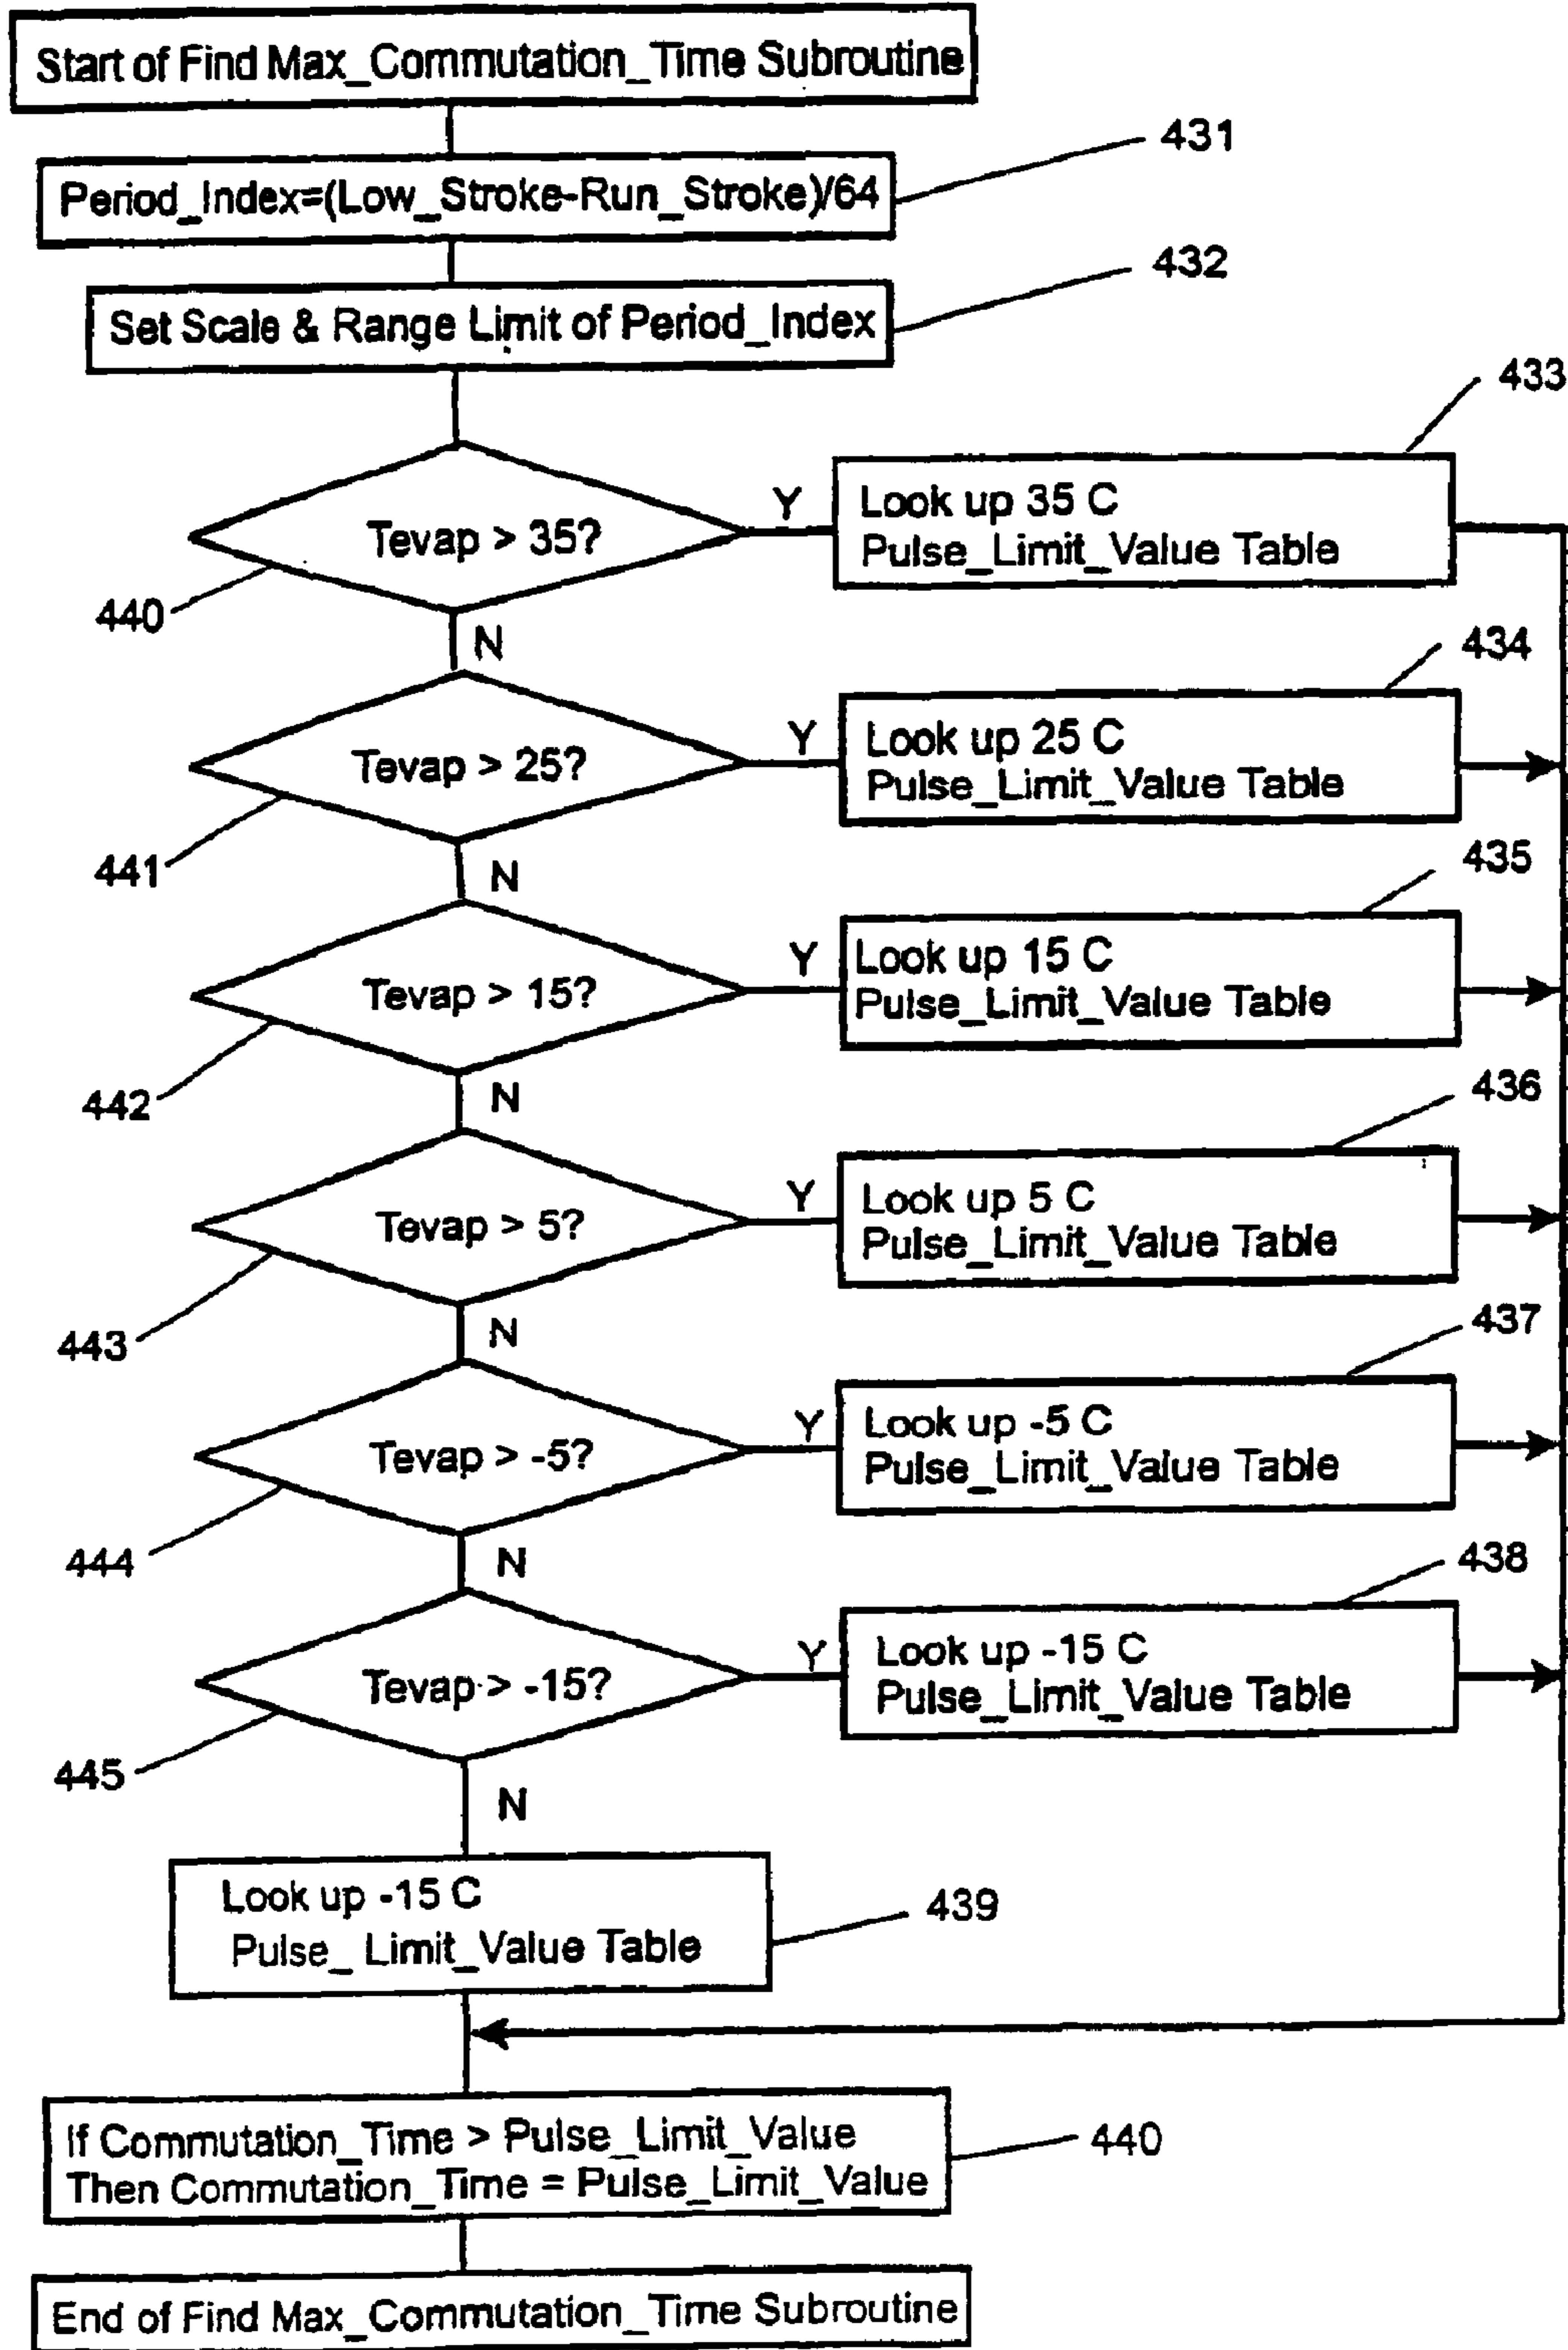 Start of Find Max_Commutation_Time Subroutine
431
Period_Index=(Low_Stroke-Run_Stroke)/64
432
Set Scale & Range Limit of Period_Index
433
Tevap > 35?
Y
Look up 35 C
Pulse_Limit_Value Table
440
N
434
Tevap > 25?
Y
Look up 25 C
Pulse_Limit_Value Table
441
N
435
Tevap > 15?
Y
Look up 15 C
Pulse_Limit_Value Table
442
N
436
Tevap > 5?
Y
Look up 5 C
Pulse_Limit_Value Table
443
N
437
Tevap > -5?
Y
Look up -5 C
Pulse_Limit_Value Table
444
N
438
Tevap > -15?
Y
Look up -15 C
Pulse_Limit_Value Table
445
N
Look up -15 C
Pulse_ Limit_Value Table
439
If Commutation_Time > Pulse_Limit_Value
Then Commutation_Time = Pulse_Limit_Value
440
End of Find Max_Commutation_Time Subroutine